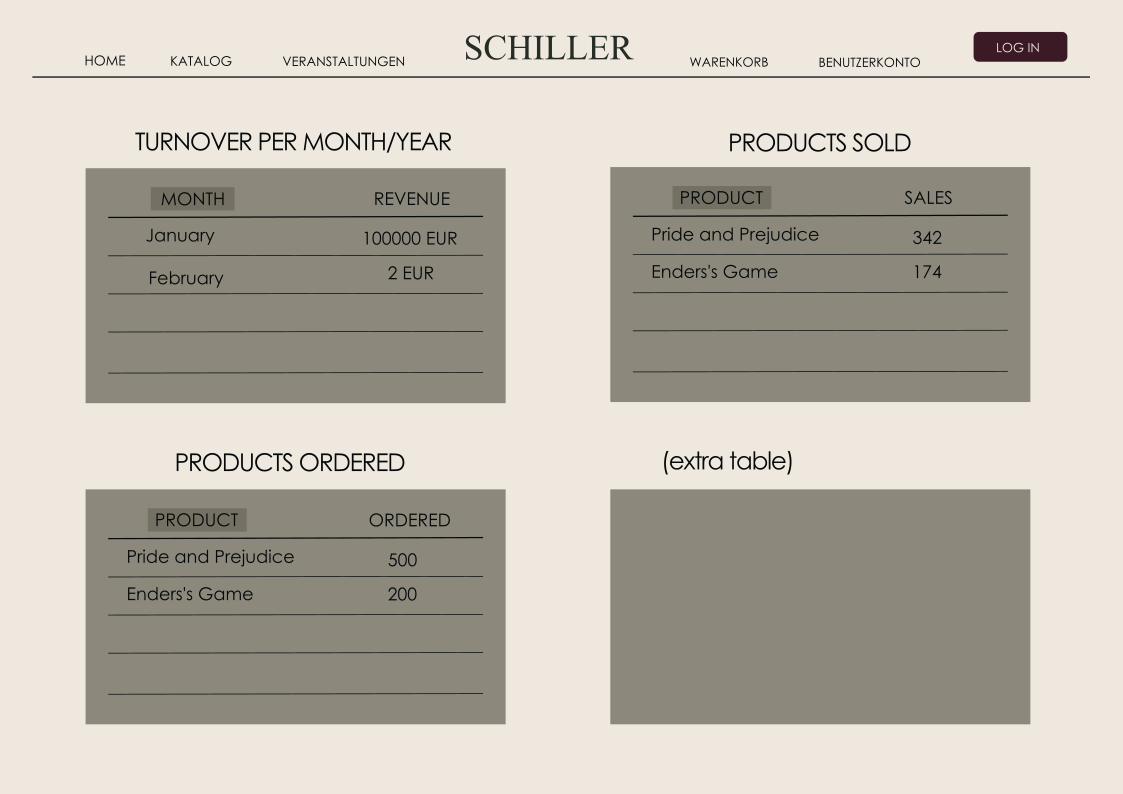 HOME KATALOG VERANSTALTUNGEN SCHILLER WARENKORB BENUTZERKONTO LOG IN
TURNOVER PER MONTH/YEAR
MONTH REVENUE
January 100000 EUR
February 2 EUR
PRODUCTS SOLD
PRODUCT SALES
Pride and Prejudice 342
Enders's Game 174
PRODUCTS ORDERED
PRODUCT ORDERED
Pride and Prejudice 500
Enders's Game 200
(extra table)